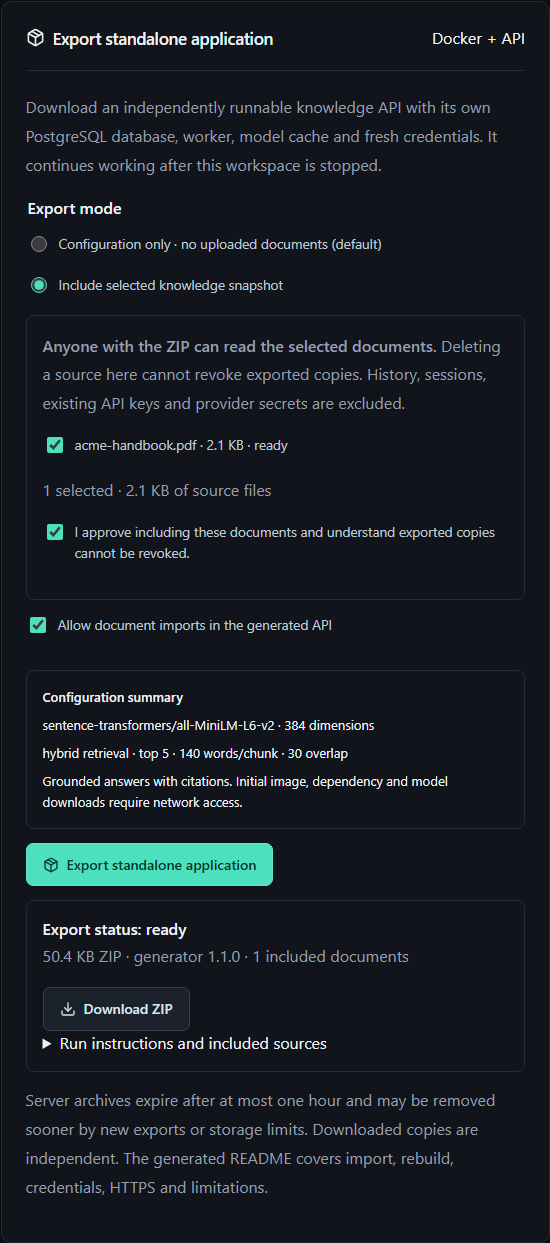 Export standalone application
Docker + API
Download an independently runnable knowledge API with its own
PostgreSQL database, worker, model cache and fresh credentials. It
continues working after this workspace is stopped.
Export mode
Configuration only · no uploaded documents (default)
Include selected knowledge snapshot
Anyone with the ZIP can read the selected documents. Deleting
a source here cannot revoke exported copies. History, sessions,
existing API keys and provider secrets are excluded.
acme-handbook.pdf · 2.1 KB · ready
1 selected · 2.1 KB of source files
I approve including these documents and understand exported copies
cannot be revoked.
Allow document imports in the generated API
Configuration summary
sentence-transformers/all-MiniLM-L6-v2 · 384 dimensions
hybrid retrieval · top 5 · 140 words/chunk · 30 overlap
Grounded answers with citations. Initial image, dependency and model
downloads require network access.
Export standalone application
Export status: ready
50.4 KB ZIP · generator 1.1.0 · 1 included documents
Download ZIP
Run instructions and included sources
Server archives expire after at most one hour and may be removed
sooner by new exports or storage limits. Downloaded copies are
independent. The generated README covers import, rebuild,
credentials, HTTPS and limitations.